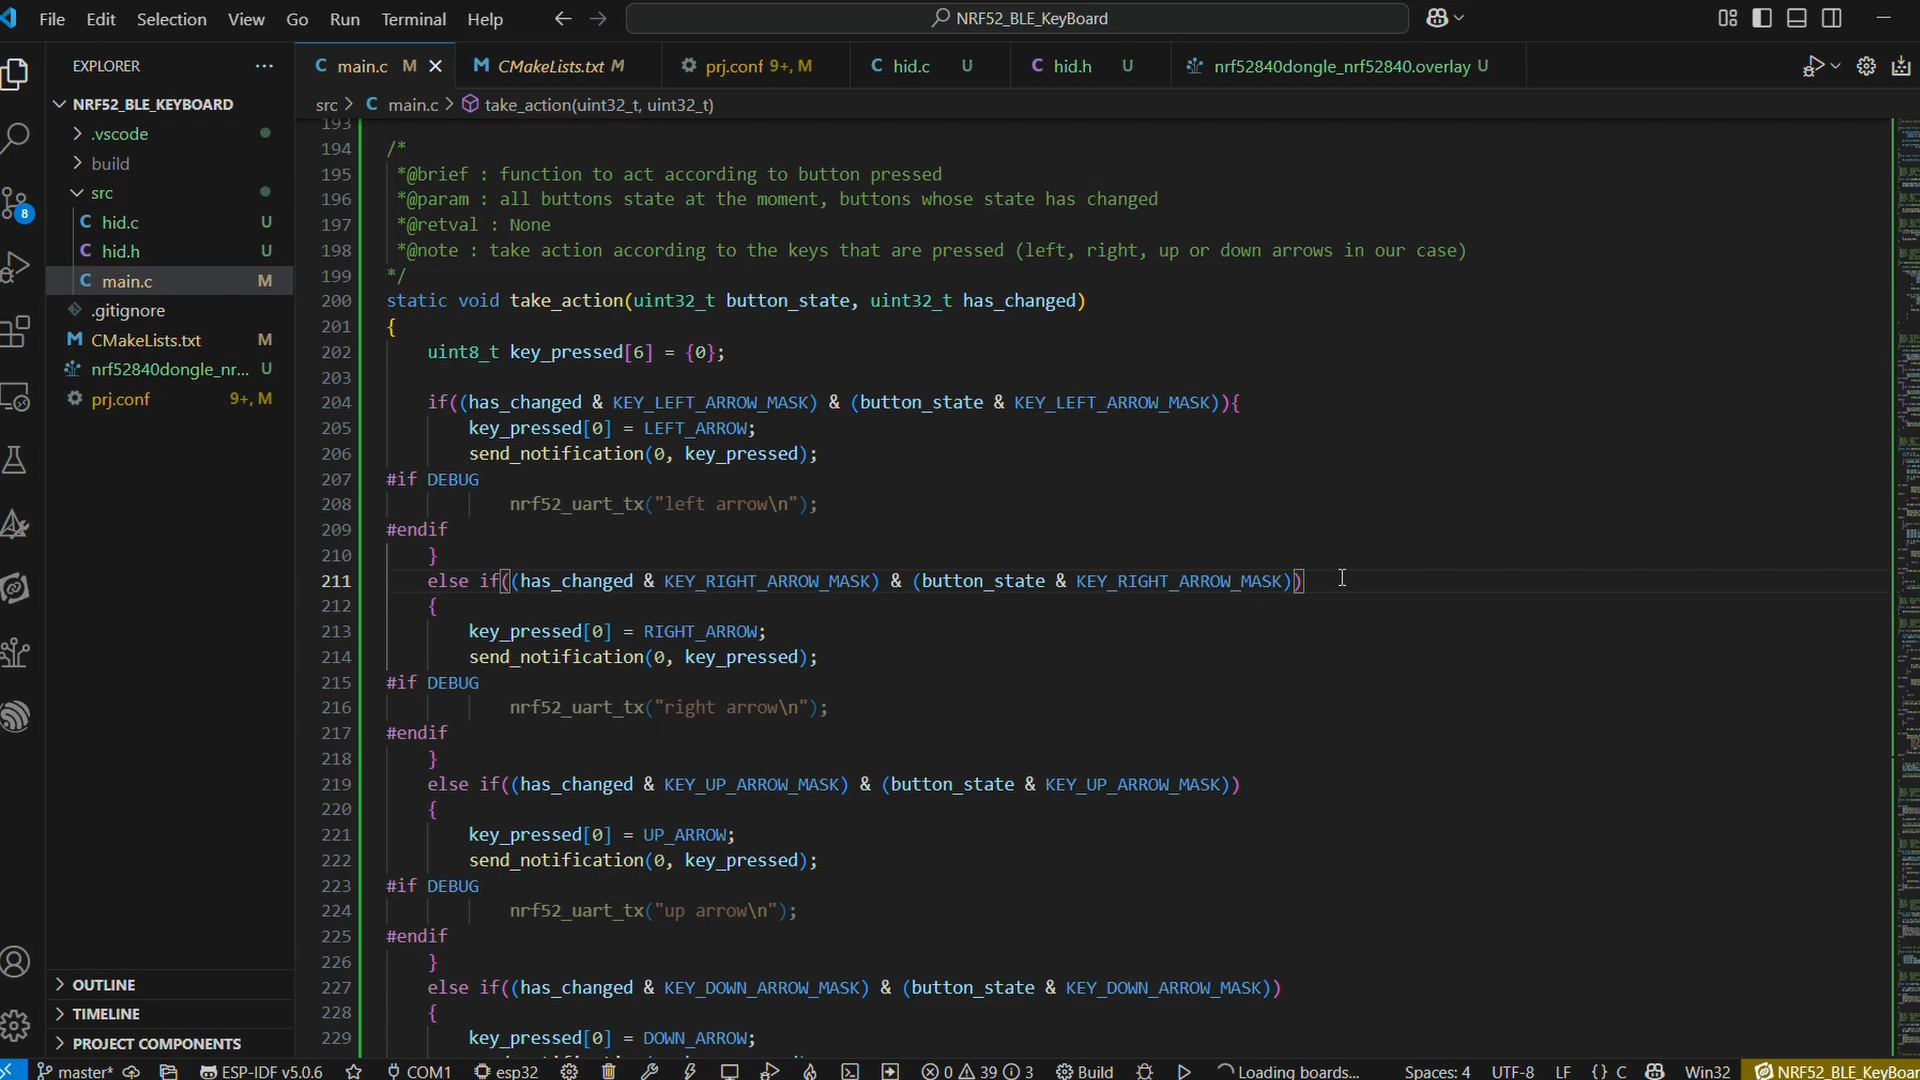 File Edit Selection View Go Run Terminal Help
NRF52_BLE_KeyBoard
EXPLORER
main.c M
CMakeLists.txt M
prj.conf 9+, M
hid.c U
hid.h U
nrf52840dongle_nrf52840.overlay U
src > C main.c > take_action(uint32_t, uint32_t)
NRF52_BLE_KEYBOARD
.vscode
build
src
C hid.c U
C hid.h U
C main.c M
.gitignore
M CMakeLists.txt M
nrf52840dongle_nr... U
prj.conf 9+, M
8
OUTLINE
TIMELINE
PROJECT COMPONENTS
193
194 /*
195 *@brief : function to act according to button pressed
196 *@param : all buttons state at the moment, buttons whose state has changed
197 *@retval : None
198 *@note : take action according to the keys that are pressed (left, right, up or down arrows in our case)
199 */
200 static void take_action(uint32_t button_state, uint32_t has_changed)
201 {
202 uint8_t key_pressed[6] = {0};
203
204 if((has_changed & KEY_LEFT_ARROW_MASK) & (button_state & KEY_LEFT_ARROW_MASK)){
205 key_pressed[0] = LEFT_ARROW;
206 send_notification(0, key_pressed);
207 #if DEBUG
208 nrf52_uart_tx("left arrow\n");
209 #endif
210 }
211 else if((has_changed & KEY_RIGHT_ARROW_MASK) & (button_state & KEY_RIGHT_ARROW_MASK))
212 {
213 key_pressed[0] = RIGHT_ARROW;
214 send_notification(0, key_pressed);
215 #if DEBUG
216 nrf52_uart_tx("right arrow\n");
217 #endif
218 }
219 else if((has_changed & KEY_UP_ARROW_MASK) & (button_state & KEY_UP_ARROW_MASK))
220 {
221 key_pressed[0] = UP_ARROW;
222 send_notification(0, key_pressed);
223 #if DEBUG
224 nrf52_uart_tx("up arrow\n");
225 #endif
226 }
227 else if((has_changed & KEY_DOWN_ARROW_MASK) & (button_state & KEY_DOWN_ARROW_MASK))
228 {
229 key_pressed[0] = DOWN_ARROW;
master* ESP-IDF v5.0.6 COM1 esp32 0 39 3 Build Loading boards... Spaces: 4 UTF-8 LF {} C Win32 NRF52_BLE_KeyBoar